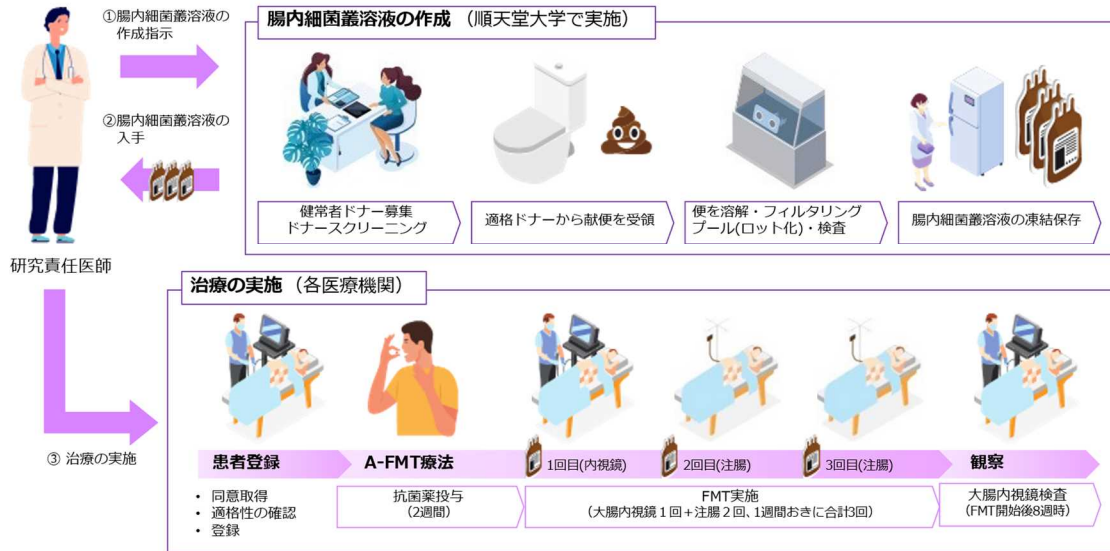 ①腸内細菌叢溶液の
作成指示
②腸内細菌叢溶液の
入手
研究責任医師
③ 治療の実施
腸内細菌叢溶液の作成（順天堂大学で実施）
健常者ドナー募集
ドナースクリーニング
適格ドナーから献便を受領
便を溶解・フィルタリング
プール(ロット化)・検査
腸内細菌叢溶液の凍結保存
治療の実施（各医療機関）
患者登録
A-FMT療法
1回目(内視鏡)
2回目(注腸)
3回目(注腸)
観察
• 同意取得
• 適格性の確認
• 登録
抗菌薬投与
(2週間)
FMT実施
(大腸内視鏡１回＋注腸２回、1週間おきに合計3回)
大腸内視鏡検査
(FMT開始後8週時)